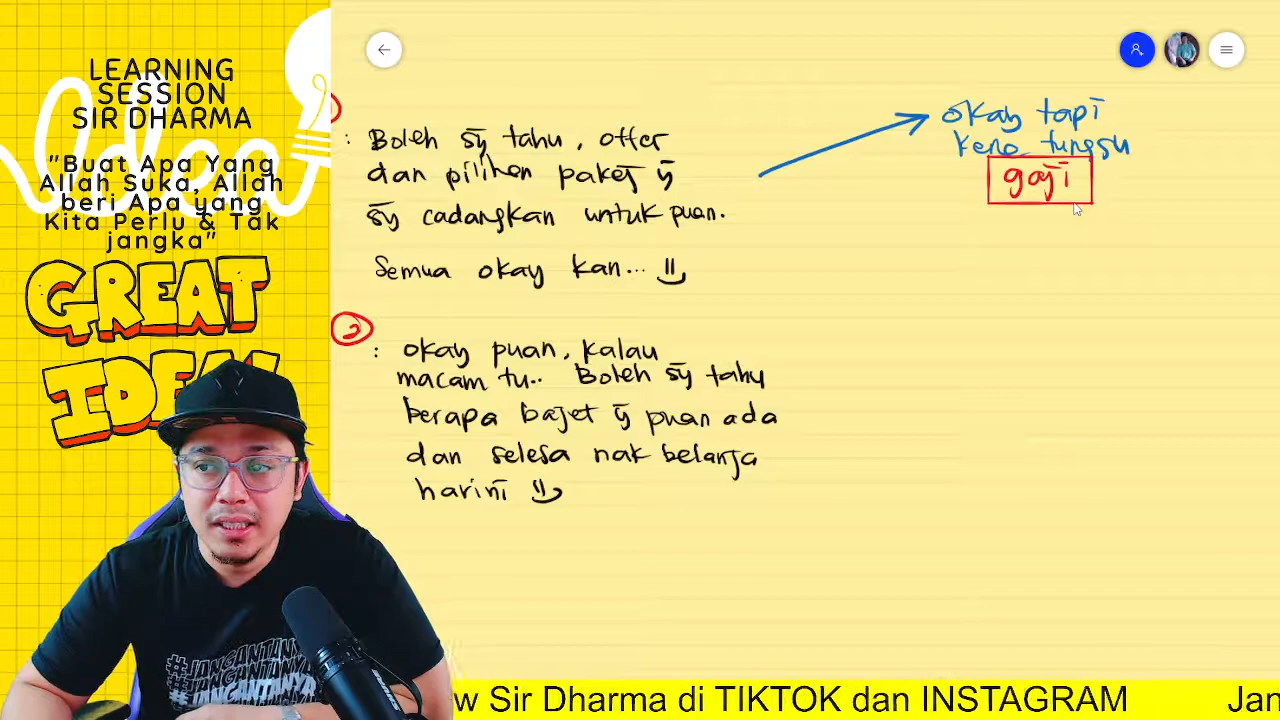 LEARNING
SESSION
SIR DHARMA
"Buat Apa Yang
Allah Suka, Allah
beri Apa yang
Kita Perlu & Tak
jangka"
GREAT
IDEA
#JANGANTANYA
#JANGANTANYA
: Boleh sy tahu, offer
dan pilihan pakej yg
sy cadangkan untuk puan.
Semua okay kan...
okay tapi
kena tunggu
gaji
2
: okay puan, kalau
macam tu.. Boleh sy tahu
berapa bajet yg puan ada
dan selesa nak belanja
harini
w Sir Dharma di TIKTOK dan INSTAGRAM
Jan